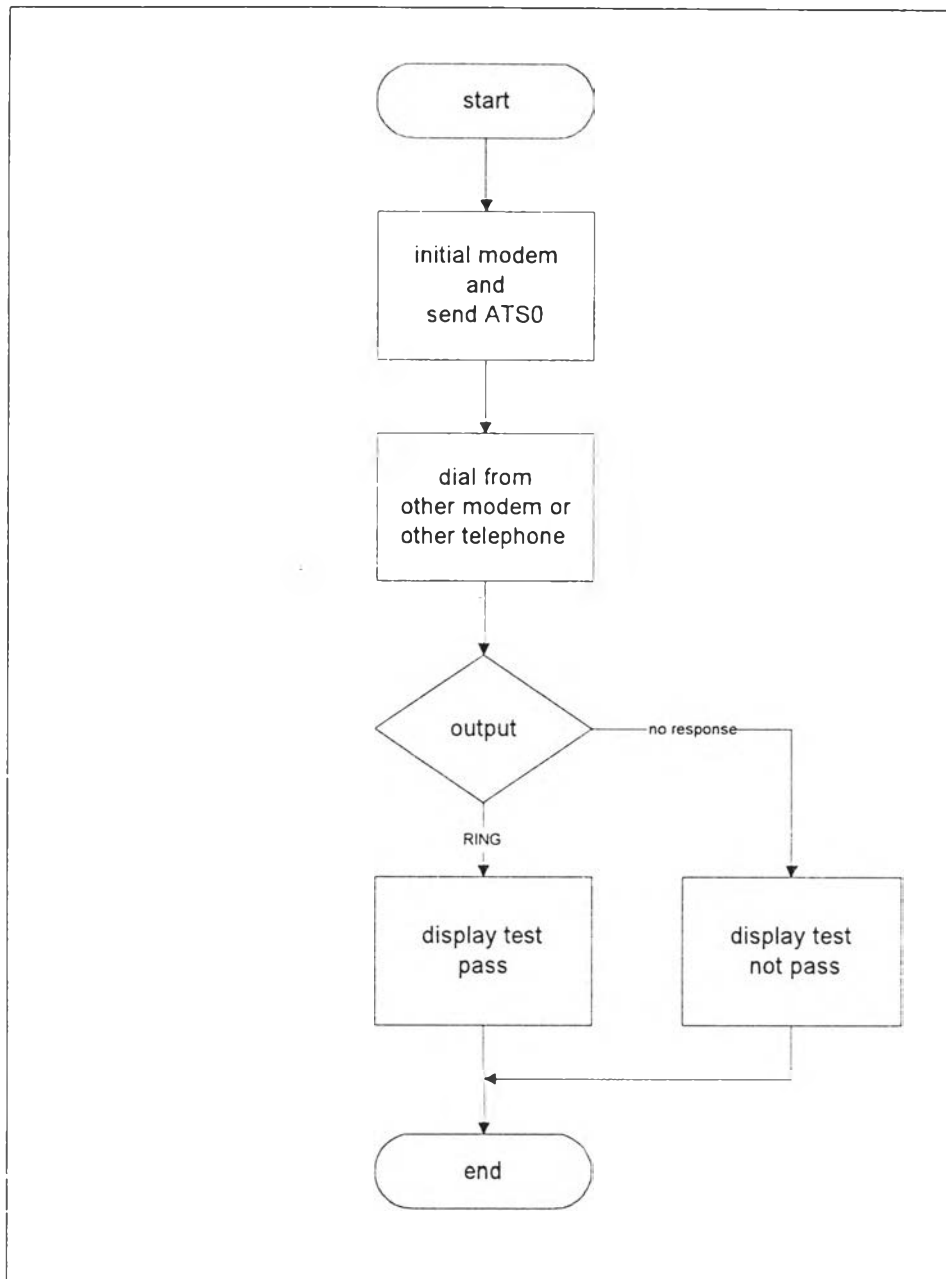 start
initial modem
and
send ATS0
dial from
other modem or
other telephone
output
no response
RING
display test
pass
display test
not pass
end